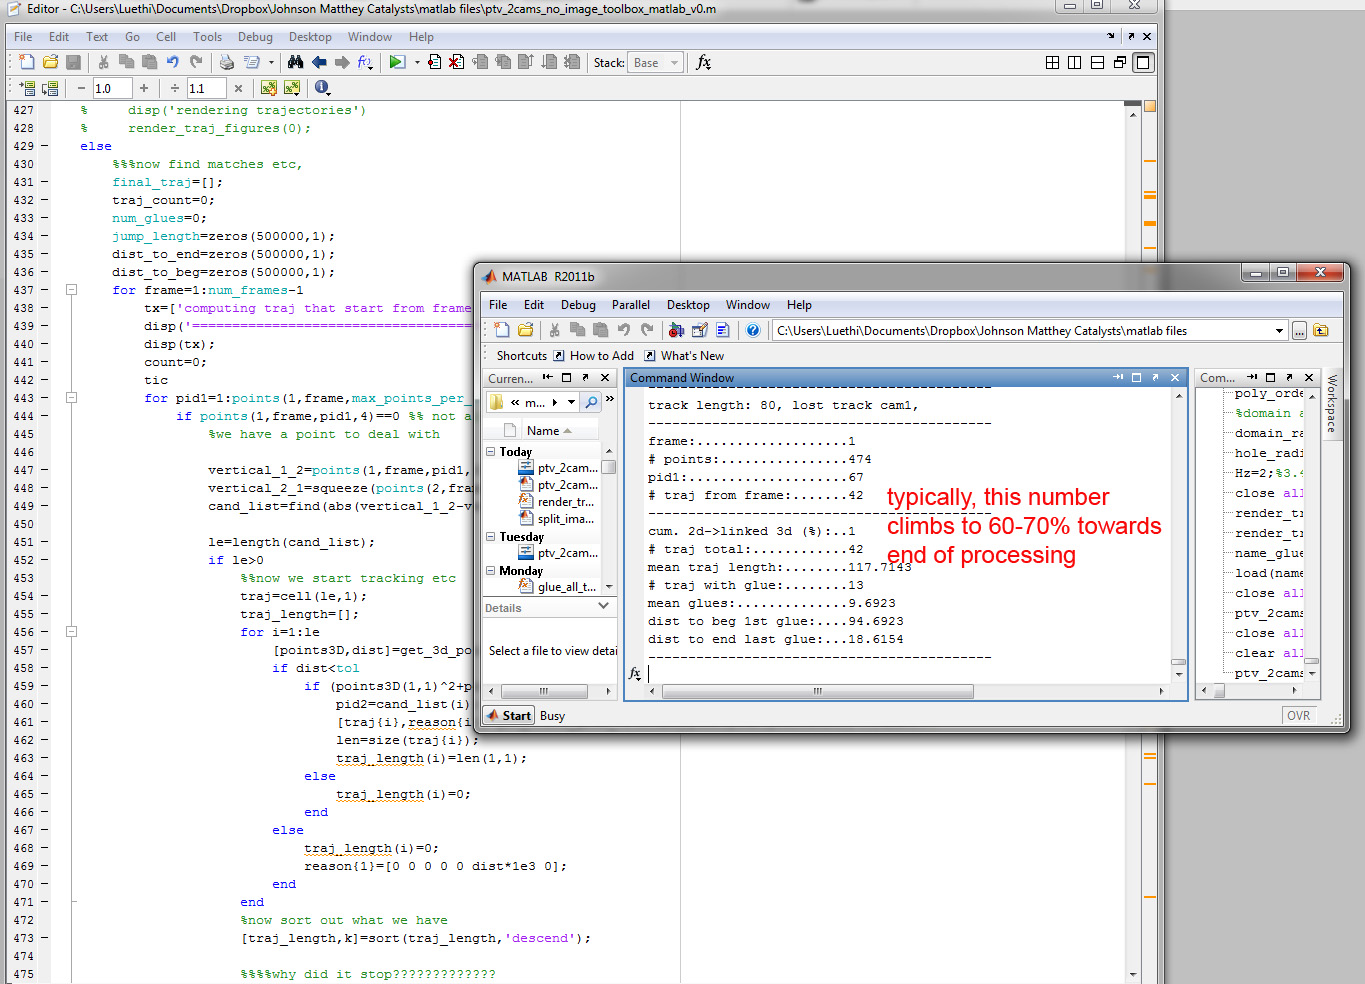 Editor - C:\Users\Luethi\Documents\Dropbox\Johnson Matthey Catalysts\matlab files\ptv_2cams_no_image_toolbox_matlab_v0.m
File Edit Text Go Cell Tools Debug Desktop Window Help
Stack: Base fx
− 1.0 + ÷ 1.1 ×
427 % disp('rendering trajectories')
428 % render_traj_figures(0);
429 – else
430 %%%now find matches etc,
431 – final_traj=[];
432 – traj_count=0;
433 – num_glues=0;
434 – jump_length=zeros(500000,1);
435 – dist_to_end=zeros(500000,1);
436 – dist_to_beg=zeros(500000,1);
437 – for frame=1:num_frames-1
438 – tx=['computing traj that start from frame
439 – disp('===================================
440 – disp(tx);
441 – count=0;
442 – tic
443 – for pid1=1:points(1,frame,max_points_per_
444 – if points(1,frame,pid1,4)==0 %% not a
445 %we have a point to deal with
446
447 – vertical_1_2=points(1,frame,pid1,
448 – vertical_2_1=squeeze(points(2,fra
449 – cand_list=find(abs(vertical_1_2-v
450
451 – le=length(cand_list);
452 – if le>0
453 %%now we start tracking etc
454 – traj=cell(le,1);
455 – traj_length=[];
456 – for i=1:le
457 – [points3D,dist]=get_3d_po
458 – if dist<tol
459 – if (points3D(1,1)^2+p
460 – pid2=cand_list(i)
461 – [traj{i},reason{i
462 – len=size(traj{i});
463 – traj_length(i)=len(1,1);
464 – else
465 – traj_length(i)=0;
466 – end
467 – else
468 – traj_length(i)=0;
469 – reason{1}=[0 0 0 0 0 dist*1e3 0];
470 – end
471 – end
472 %now sort out what we have
473 – [traj_length,k]=sort(traj_length,'descend');
474
475 %%%%why did it stop?????????????
MATLAB R2011b
File Edit Debug Parallel Desktop Window Help
C:\Users\Luethi\Documents\Dropbox\Johnson Matthey Catalysts\matlab files
Shortcuts How to Add What's New
Curren...
« m...
Name
Today
ptv_2cam...
ptv_2cam...
render_tr...
split_ima...
Tuesday
ptv_2cam...
Monday
glue_all_t...
Details
Select a file to view detai
Command Window
track length: 80, lost track cam1,
-------------------------------------------
frame:...................1
# points:................474
pid1:....................67
# traj from frame:.......42
-------------------------------------------
cum. 2d->linked 3d (%):..1
# traj total:............42
mean traj length:........117.7143
# traj with glue:........13
mean glues:..............9.6923
dist to beg 1st glue:....94.6923
dist to end last glue:...18.6154
-------------------------------------------
fx
typically, this number
climbs to 60-70% towards
end of processing
Com...
poly_orde
%domain a
domain_ra
hole_radi
Hz=2;%3.4
close all
render_tr
render_tr
name_glue
load(name
close all
ptv_2cams
close all
clear all
ptv_2cams
Workspace
Start Busy
OVR